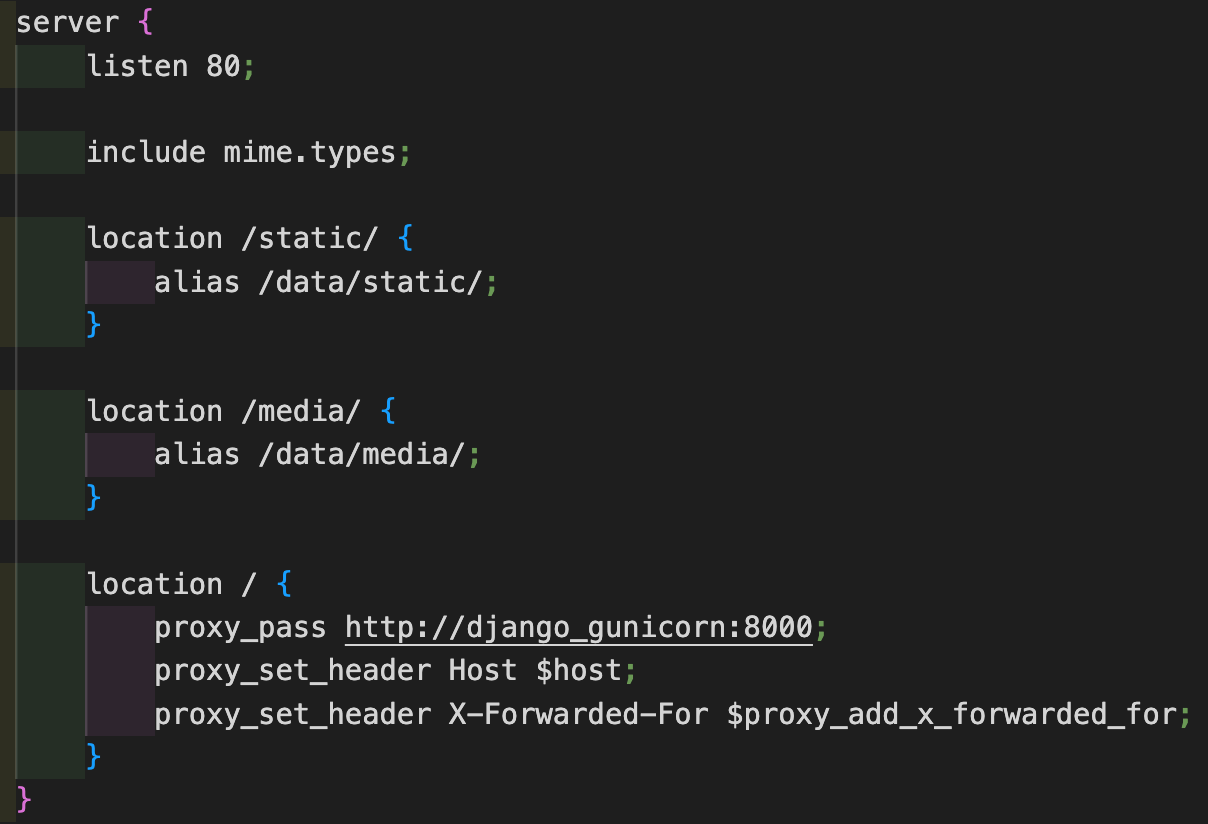 server {
listen 80;
include mime.types;
location /static/ {
alias /data/static/;
}
location /media/ {
alias /data/media/;
}
location / {
proxy_pass http://django_gunicorn:8000;
proxy_set_header Host $host;
proxy_set_header X-Forwarded-For $proxy_add_x_forwarded_for;
}
}